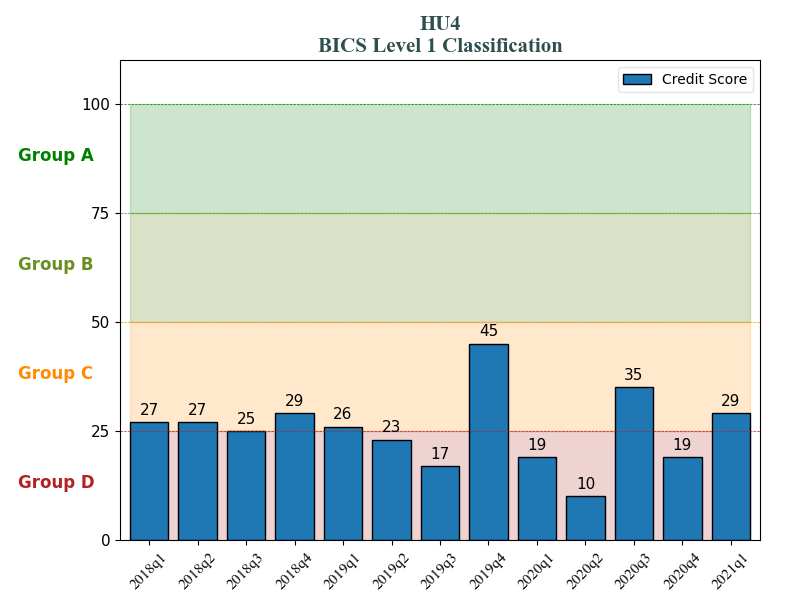 HU4
BICS Level 1 Classification
Credit Score
100
Group A
75
Group B
50
45
Group C
35
29
29
27
27
26
25
25
23
19
19
17
Group D
10
0
2018q1
2018q2
2018q3
2018q4
2019q1
2019q2
2019q3
2019q4
2020q1
2020q2
2020q3
2020q4
2021q1